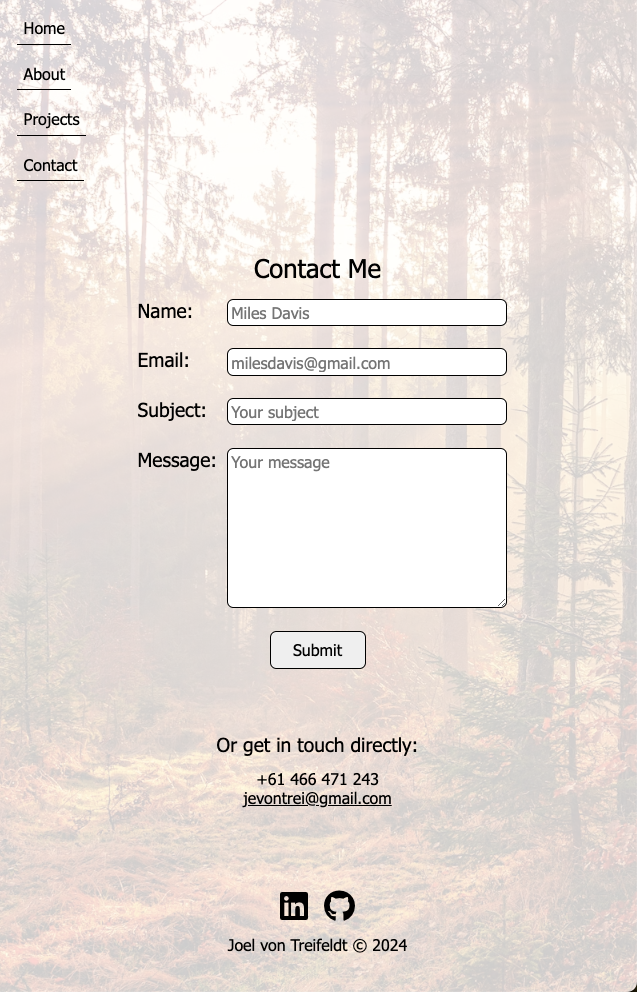 Home
About
Projects
Contact
Contact Me
Name: Miles Davis
Email: milesdavis@gmail.com
Subject: Your subject
Message: Your message
Submit
Or get in touch directly:
+61 466 471 243
jevontrei@gmail.com
in
Joel von Treifeldt © 2024